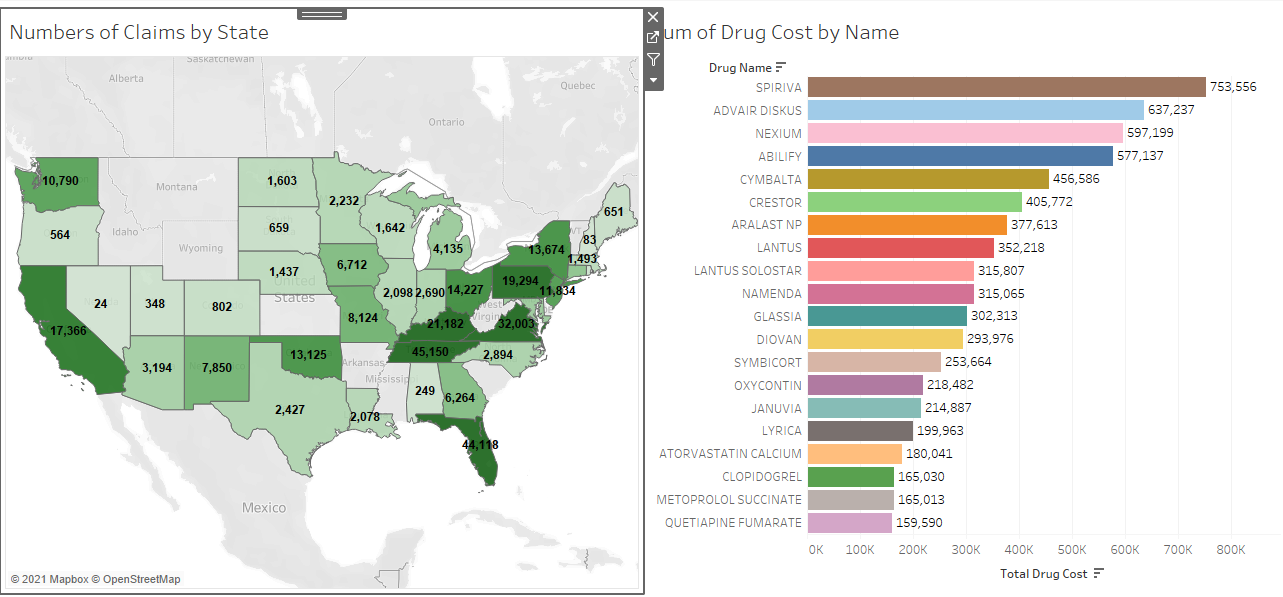 Numbers of Claims by State
Saskatchewan
Alberta
Quebec
Ontario
10,790
Montana
1,603
2,232
651
564
Idaho
Wyoming
659
1,642
4,135
83
13,674
1,493
24
348
802
1,437
6,712
United
States
2,098
2,690
14,227
19,294
11,834
West
Virgin
17,366
8,124
21,182
32,003
3,194
7,850
13,125
Arkansas
45,150
2,894
Mississip
2,427
2,078
249
6,264
44,118
Mexico
© 2021 Mapbox © OpenStreetMap
um of Drug Cost by Name
Drug Name
SPIRIVA 753,556
ADVAIR DISKUS 637,237
NEXIUM 597,199
ABILIFY 577,137
CYMBALTA 456,586
CRESTOR 405,772
ARALAST NP 377,613
LANTUS 352,218
LANTUS SOLOSTAR 315,807
NAMENDA 315,065
GLASSIA 302,313
DIOVAN 293,976
SYMBICORT 253,664
OXYCONTIN 218,482
JANUVIA 214,887
LYRICA 199,963
ATORVASTATIN CALCIUM 180,041
CLOPIDOGREL 165,030
METOPROLOL SUCCINATE 165,013
QUETIAPINE FUMARATE 159,590
0K 100K 200K 300K 400K 500K 600K 700K 800K
Total Drug Cost